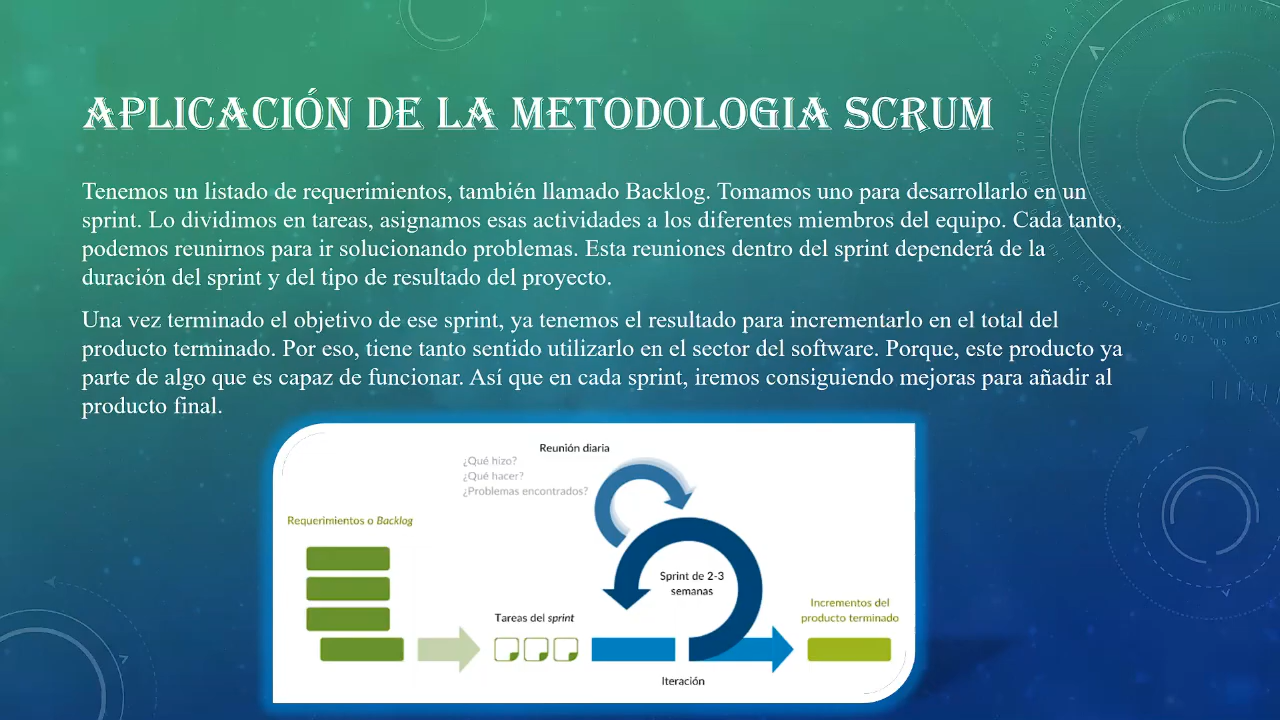 APLICACIÓN DE LA METODOLOGIA SCRUM
Tenemos un listado de requerimientos, también llamado Backlog. Tomamos uno para desarrollarlo en un
sprint. Lo dividimos en tareas, asignamos esas actividades a los diferentes miembros del equipo. Cada tanto,
podemos reunirnos para ir solucionando problemas. Esta reuniones dentro del sprint dependerá de la
duración del sprint y del tipo de resultado del proyecto.
Una vez terminado el objetivo de ese sprint, ya tenemos el resultado para incrementarlo en el total del
producto terminado. Por eso, tiene tanto sentido utilizarlo en el sector del software. Porque, este producto ya
parte de algo que es capaz de funcionar. Así que en cada sprint, iremos consiguiendo mejoras para añadir al
producto final.
Reunión diaria
¿Qué hizo?
¿Qué hacer?
¿Problemas encontrados?
Requerimientos o Backlog
Sprint de 2-3
semanas
Tareas del sprint
Incrementos del
producto terminado
Iteración